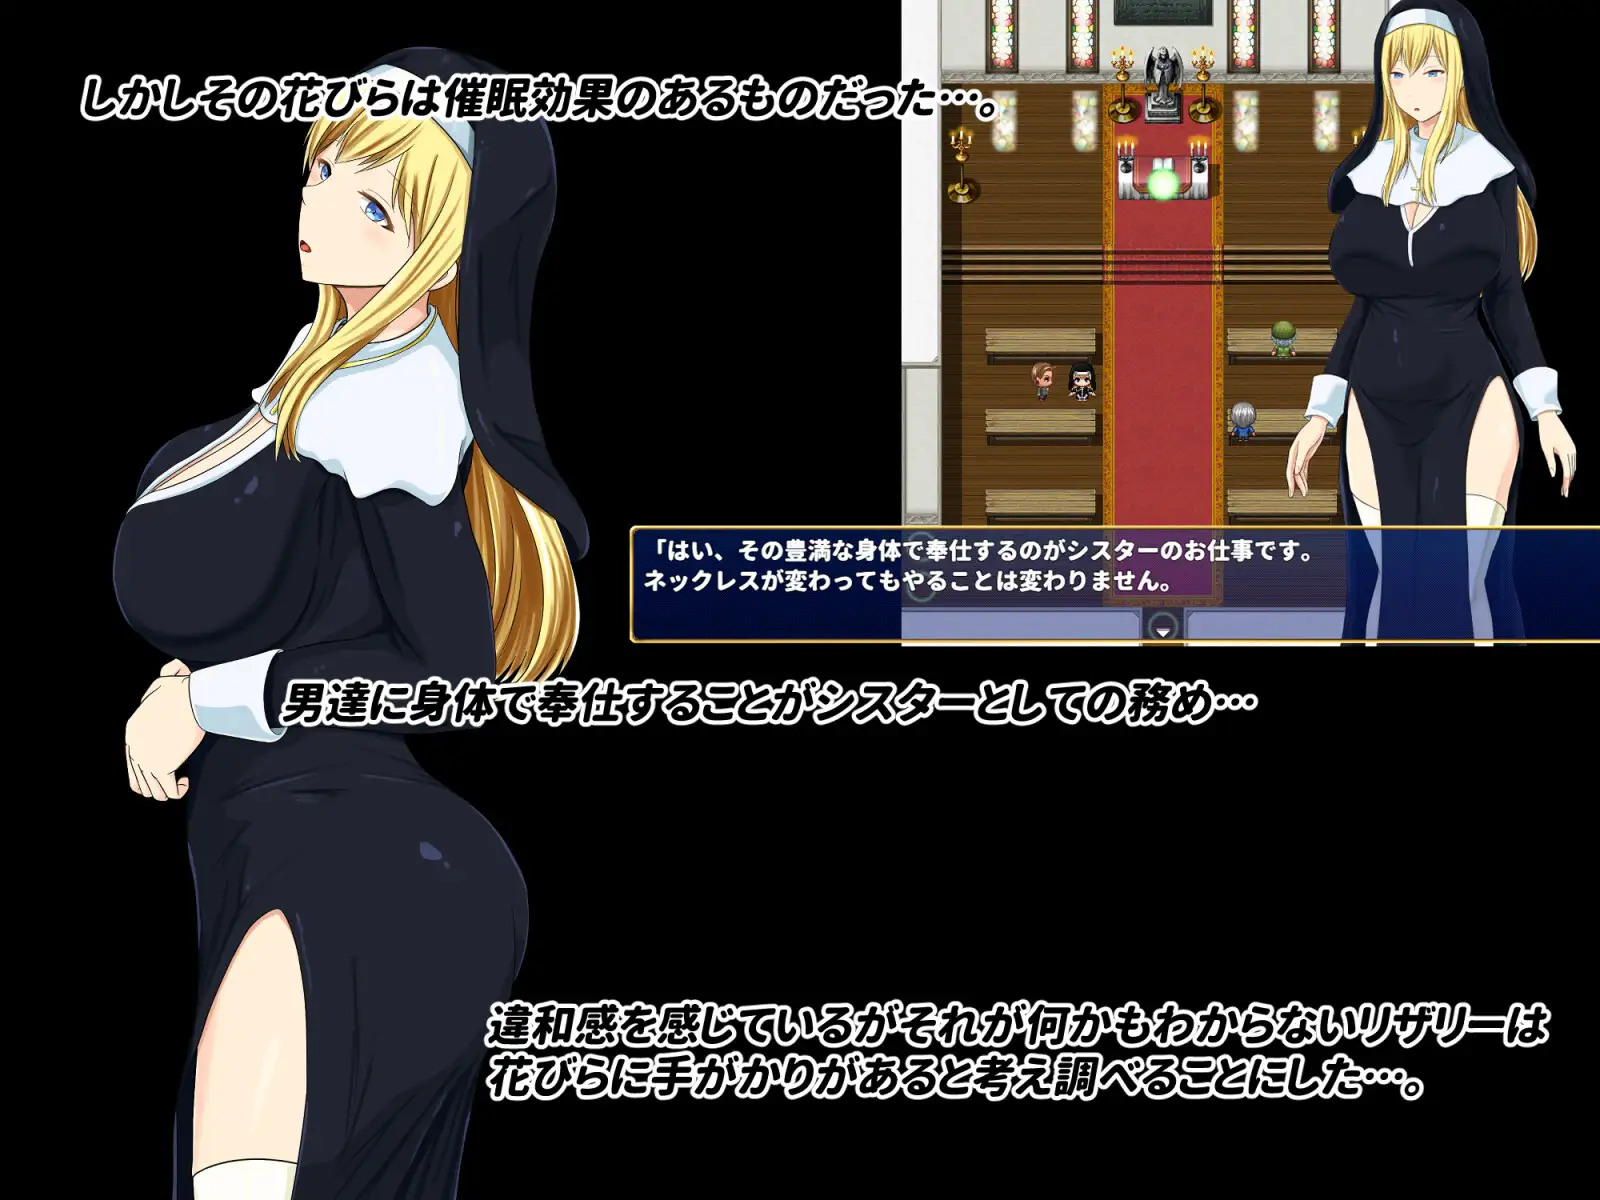 しかしその花びらは催眠効果のあるものだった…。
「はい、その豊満な身体で奉仕するのがシスターのお仕事です。
ネックレスが変わってもやることは変わりません。
男達に身体で奉仕することがシスターとしての務め…
違和感を感じているがそれが何かもわからないリザリーは
花びらに手がかりがあると考え調べることにした…。